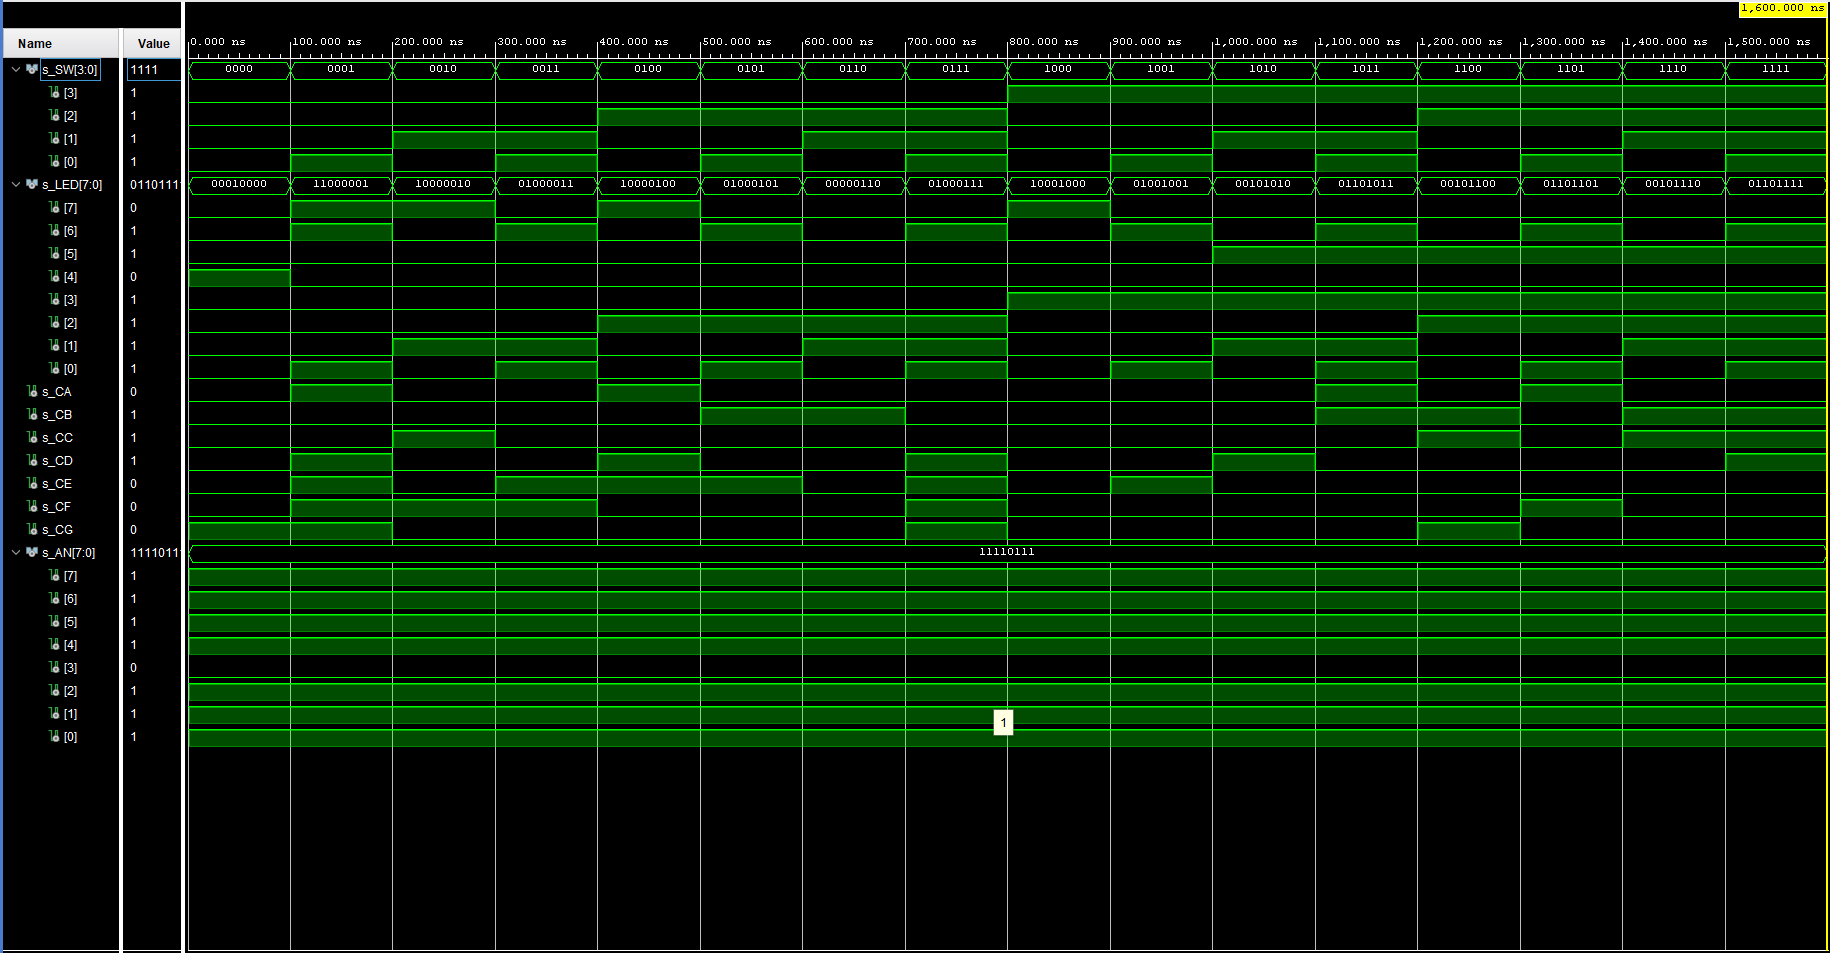 1,600.000 ns
Name Value 0.000 ns 100.000 ns 200.000 ns 300.000 ns 400.000 ns 500.000 ns 600.000 ns 700.000 ns 800.000 ns 900.000 ns 1,000.000 ns 1,100.000 ns 1,200.000 ns 1,300.000 ns 1,400.000 ns 1,500.000 ns
s_SW[3:0] 1111 0000 0001 0010 0011 0100 0101 0110 0111 1000 1001 1010 1011 1100 1101 1110 1111
[3] 1
[2] 1
[1] 1
[0] 1
s_LED[7:0] 0110111 00010000 11000001 10000010 01000011 10000100 01000101 00000110 01000111 10001000 01001001 00101010 01101011 00101100 01101101 00101110 01101111
[7] 0
[6] 1
[5] 1
[4] 0
[3] 1
[2] 1
[1] 1
[0] 1
s_CA 0
s_CB 1
s_CC 1
s_CD 1
s_CE 0
s_CF 0
s_CG 0
s_AN[7:0] 1111011 11110111
[7] 1
[6] 1
[5] 1
[4] 1
[3] 0
[2] 1
[1] 1
1
[0] 1